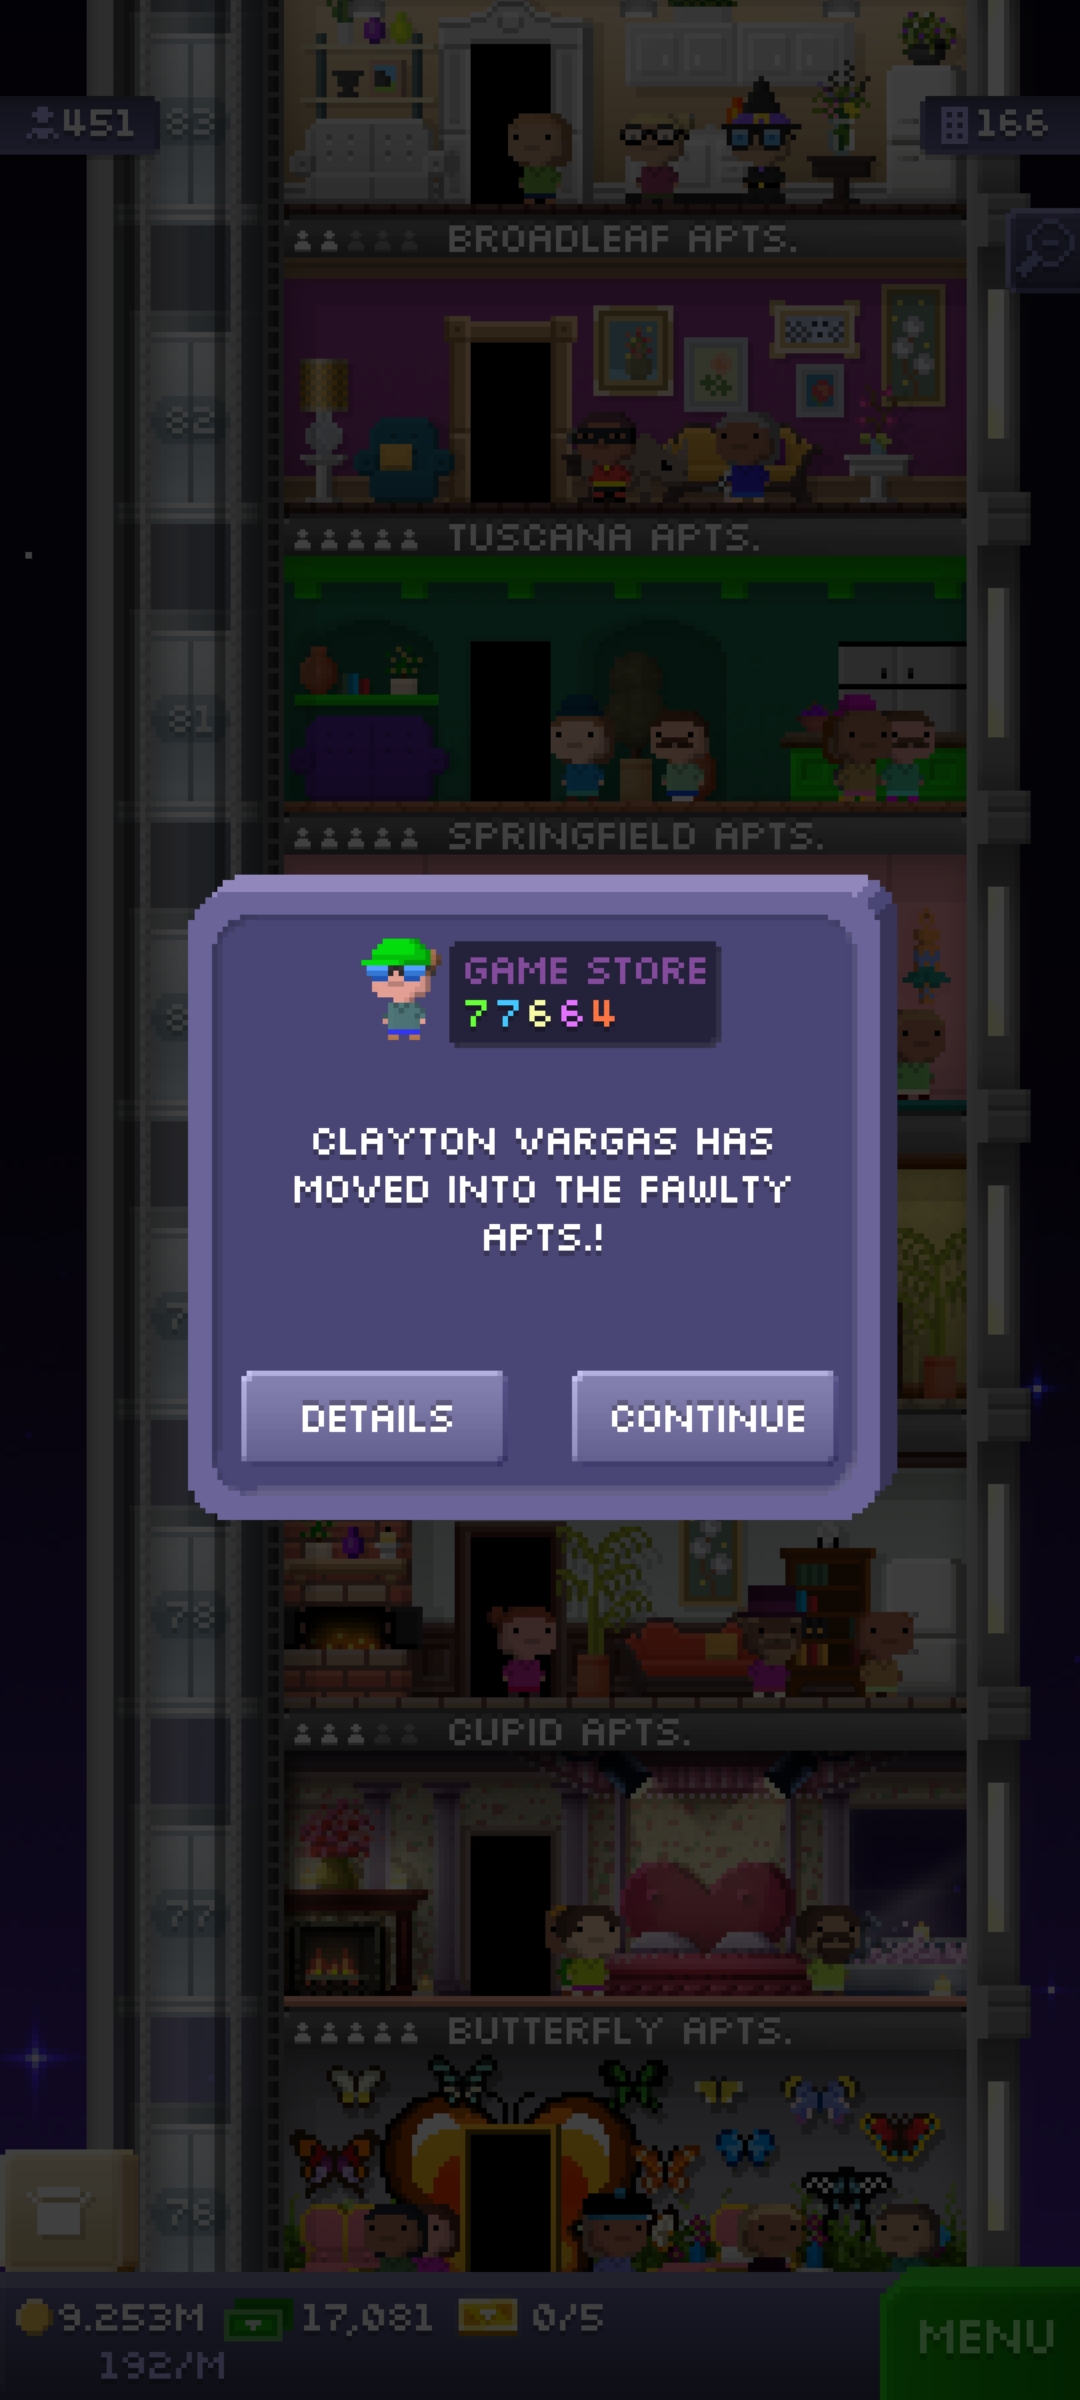 451
83
166
BROADLEAF APTS.
82
TUSCANA APTS.
81
SPRINGFIELD APTS.
GAME STORE
77664
CLAYTON VARGAS HAS
MOVED INTO THE FAWLTY
APTS.!
DETAILS
CONTINUE
78
CUPID APTS.
77
BUTTERFLY APTS.
76
9.253M
17,081
0/5
192/M
MENU